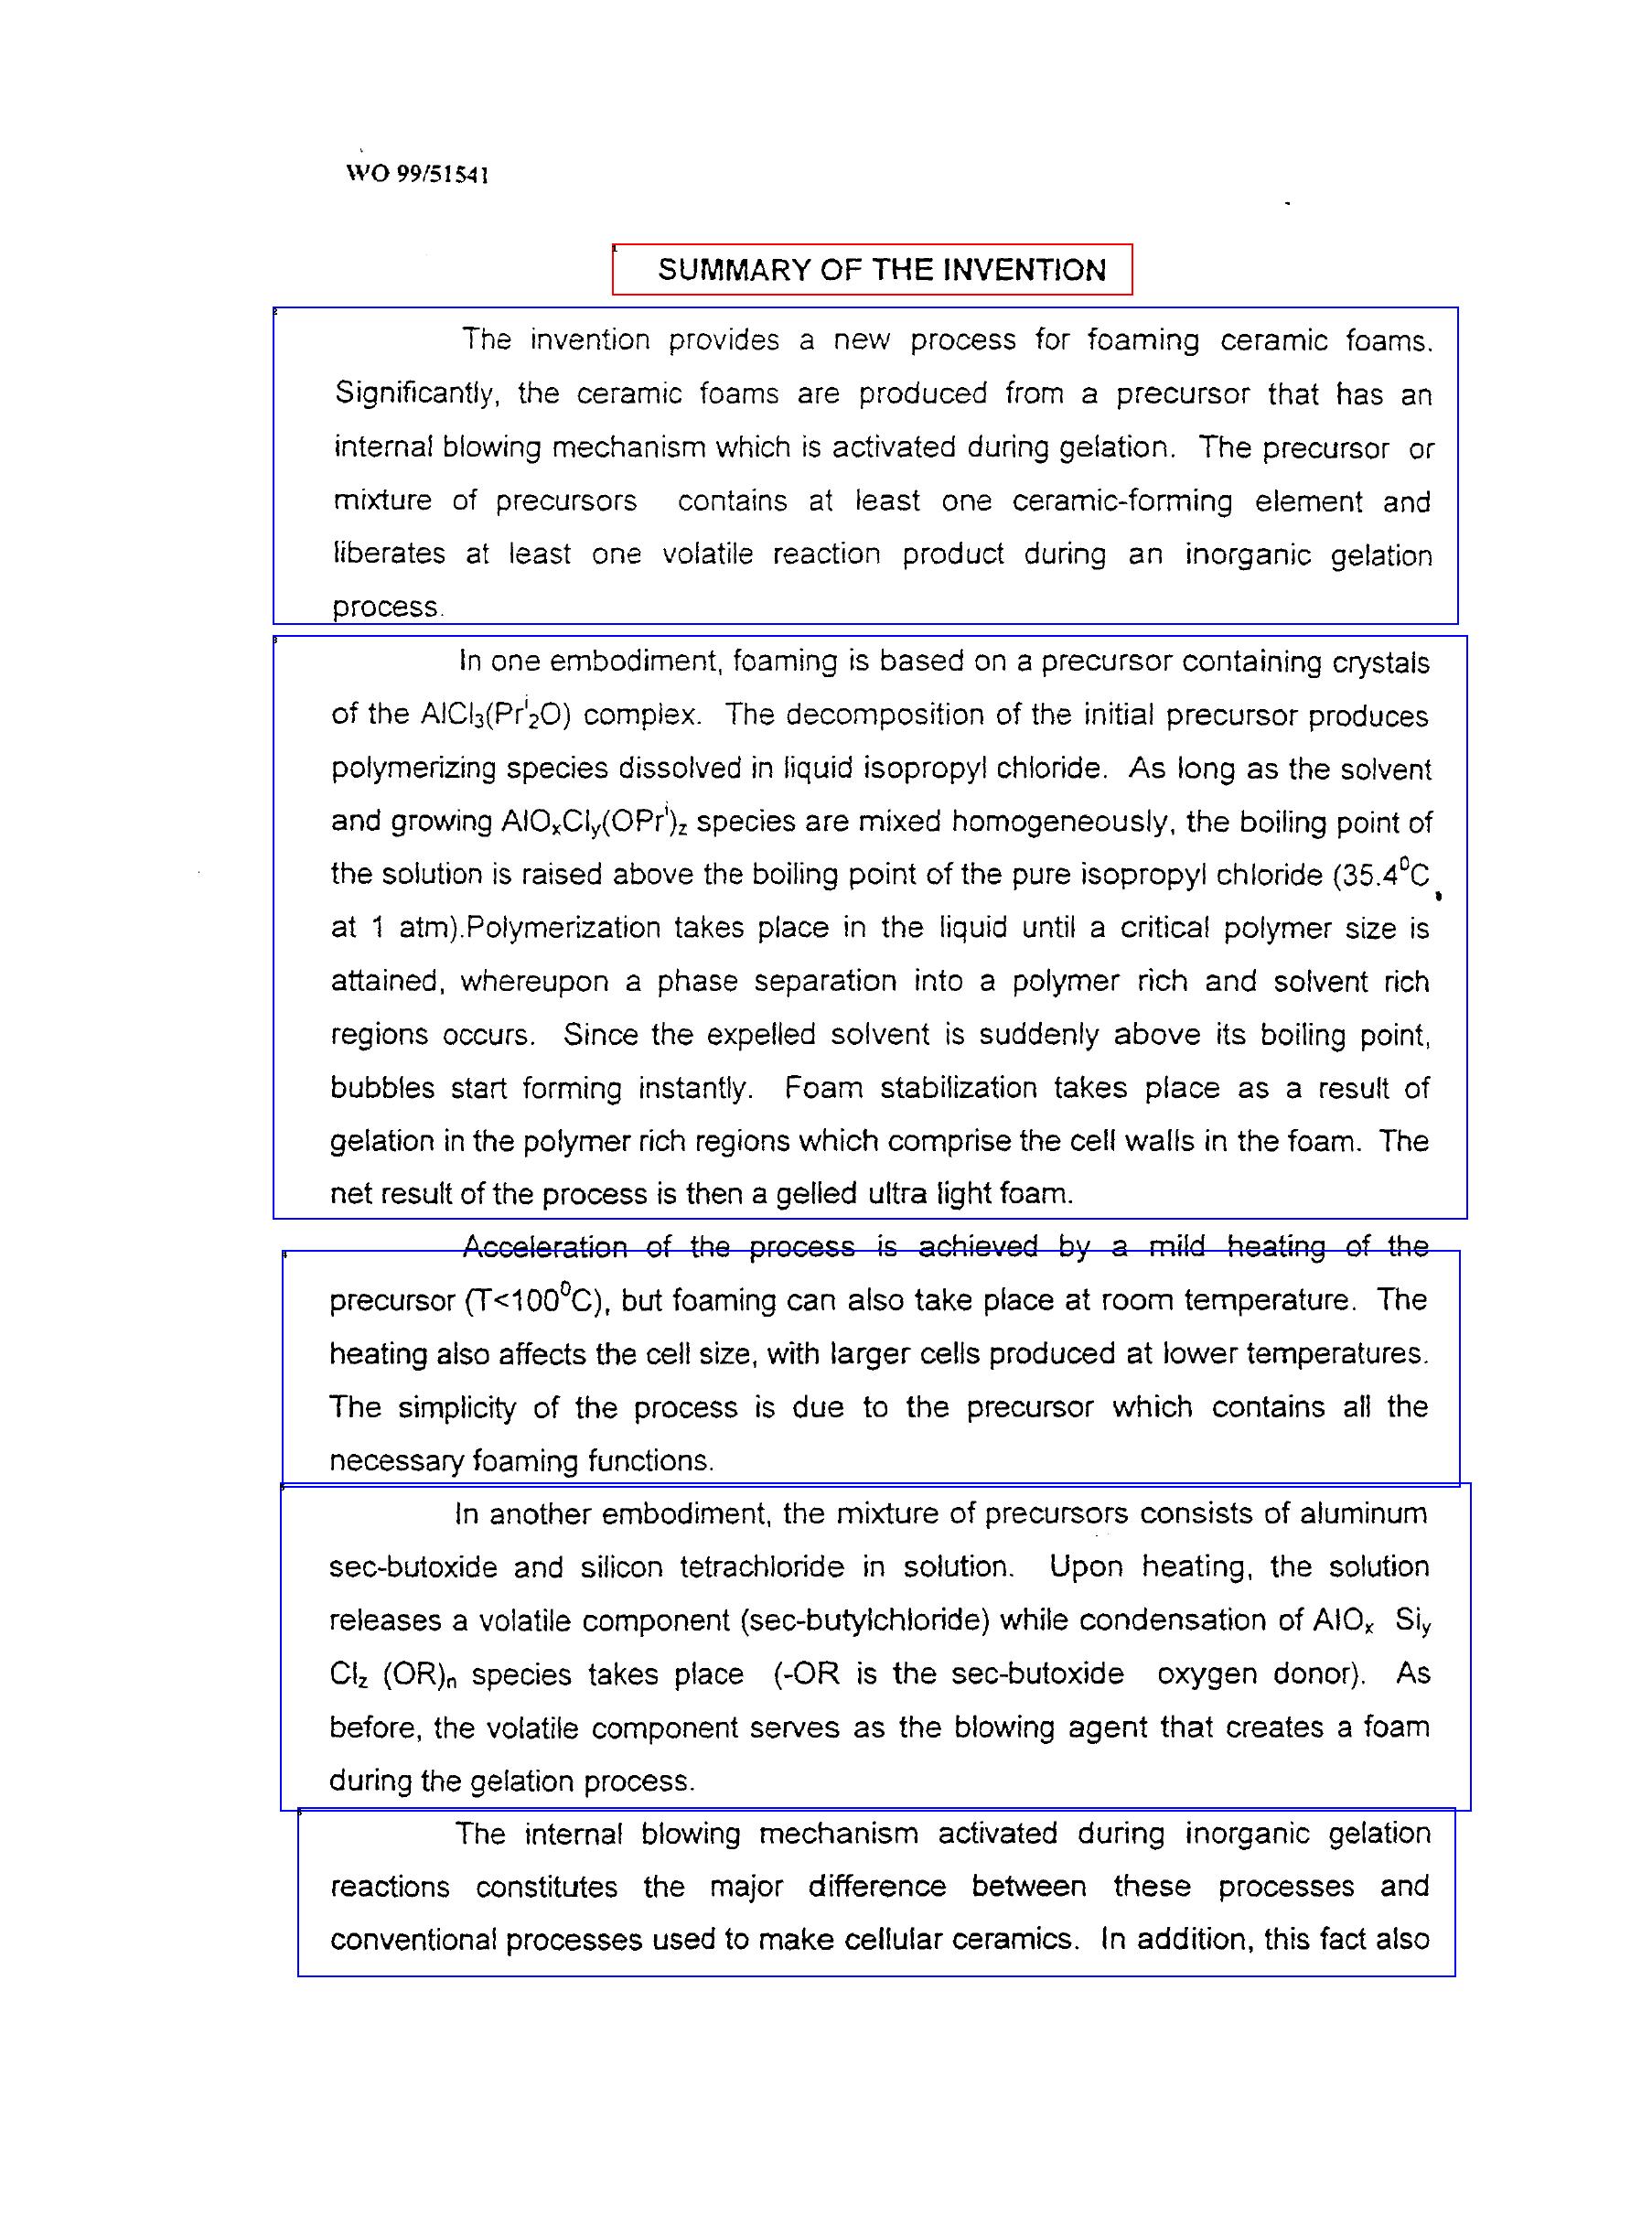 WO 99/51541
SUMMARY OF THE INVENTION
The invention provides a new process for foaming ceramic foams.
Significantly, the ceramic foams are produced from a precursor that has an
internal blowing mechanism which is activated during gelation. The precursor or
mixture of precursors contains at least one ceramic-forming element and
liberates at least one volatile reaction product during an inorganic gelation
process.
In one embodiment, foaming is based on a precursor containing crystals
of the AlCl₃(Prⁱ₂O) complex. The decomposition of the initial precursor produces
polymerizing species dissolved in liquid isopropyl chloride. As long as the solvent
and growing AlOₓClᵧ(OPrⁱ)z species are mixed homogeneously, the boiling point of
the solution is raised above the boiling point of the pure isopropyl chloride (35.4⁰C
at 1 atm).Polymerization takes place in the liquid until a critical polymer size is
attained, whereupon a phase separation into a polymer rich and solvent rich
regions occurs. Since the expelled solvent is suddenly above its boiling point,
bubbles start forming instantly. Foam stabilization takes place as a result of
gelation in the polymer rich regions which comprise the cell walls in the foam. The
net result of the process is then a gelled ultra light foam.
Acceleration of the process is achieved by a mild heating of the
precursor (T<100⁰C), but foaming can also take place at room temperature. The
heating also affects the cell size, with larger cells produced at lower temperatures.
The simplicity of the process is due to the precursor which contains all the
necessary foaming functions.
In another embodiment, the mixture of precursors consists of aluminum
sec-butoxide and silicon tetrachloride in solution. Upon heating, the solution
releases a volatile component (sec-butylchloride) while condensation of AlOₓ Siy
Clz (OR)ₙ species takes place (-OR is the sec-butoxide oxygen donor). As
before, the volatile component serves as the blowing agent that creates a foam
during the gelation process.
The internal blowing mechanism activated during inorganic gelation
reactions constitutes the major difference between these processes and
conventional processes used to make cellular ceramics. In addition, this fact also